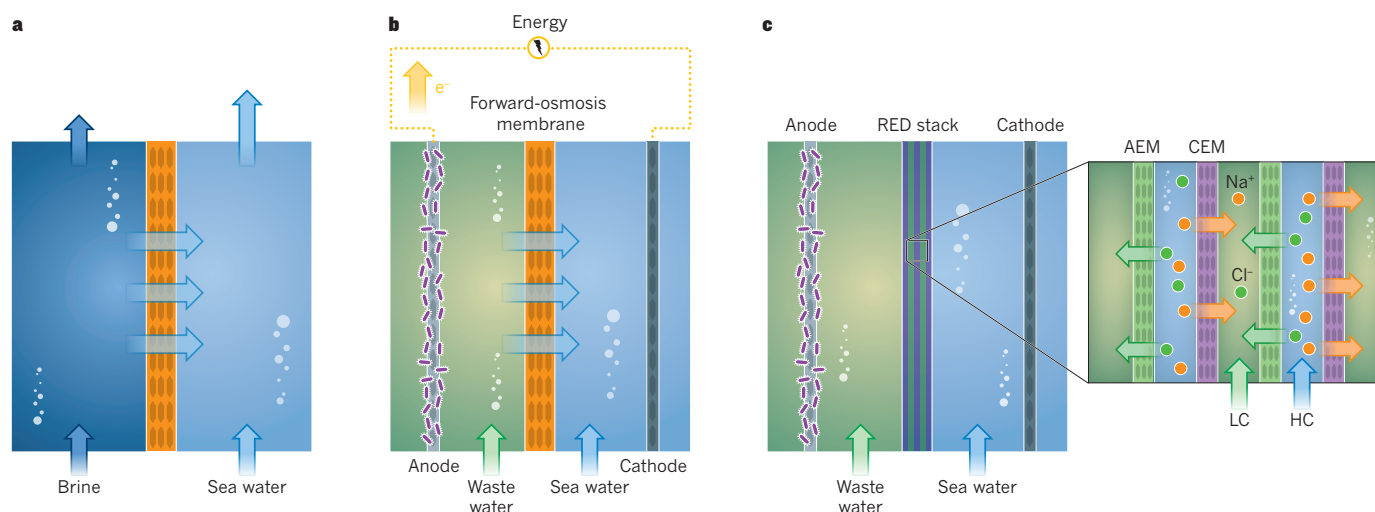 a
Brine
Sea water
b
Energy
e⁻
Forward-osmosis
membrane
Anode
Waste
water
Sea water
Cathode
c
Anode
RED stack
Cathode
Waste
water
Sea water
AEM
CEM
Na⁺
Cl⁻
LC
HC